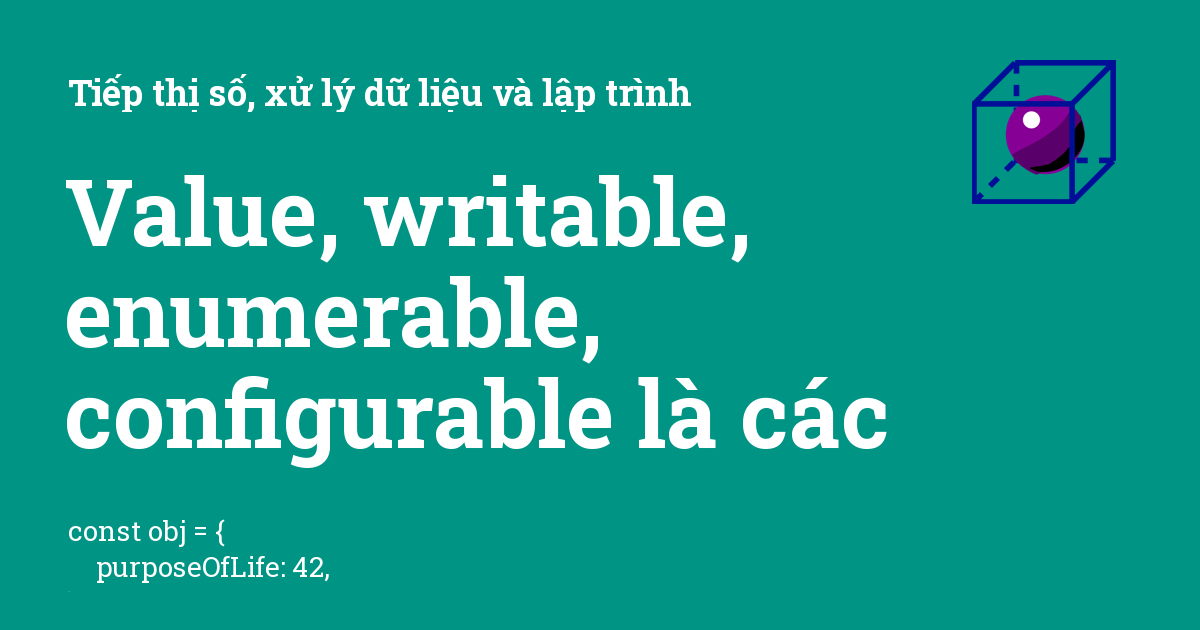 Tiếp thị số, xử lý dữ liệu và lập trình
Value, writable,
enumerable,
configurable là các
const obj = {
purposeOfLife: 42,